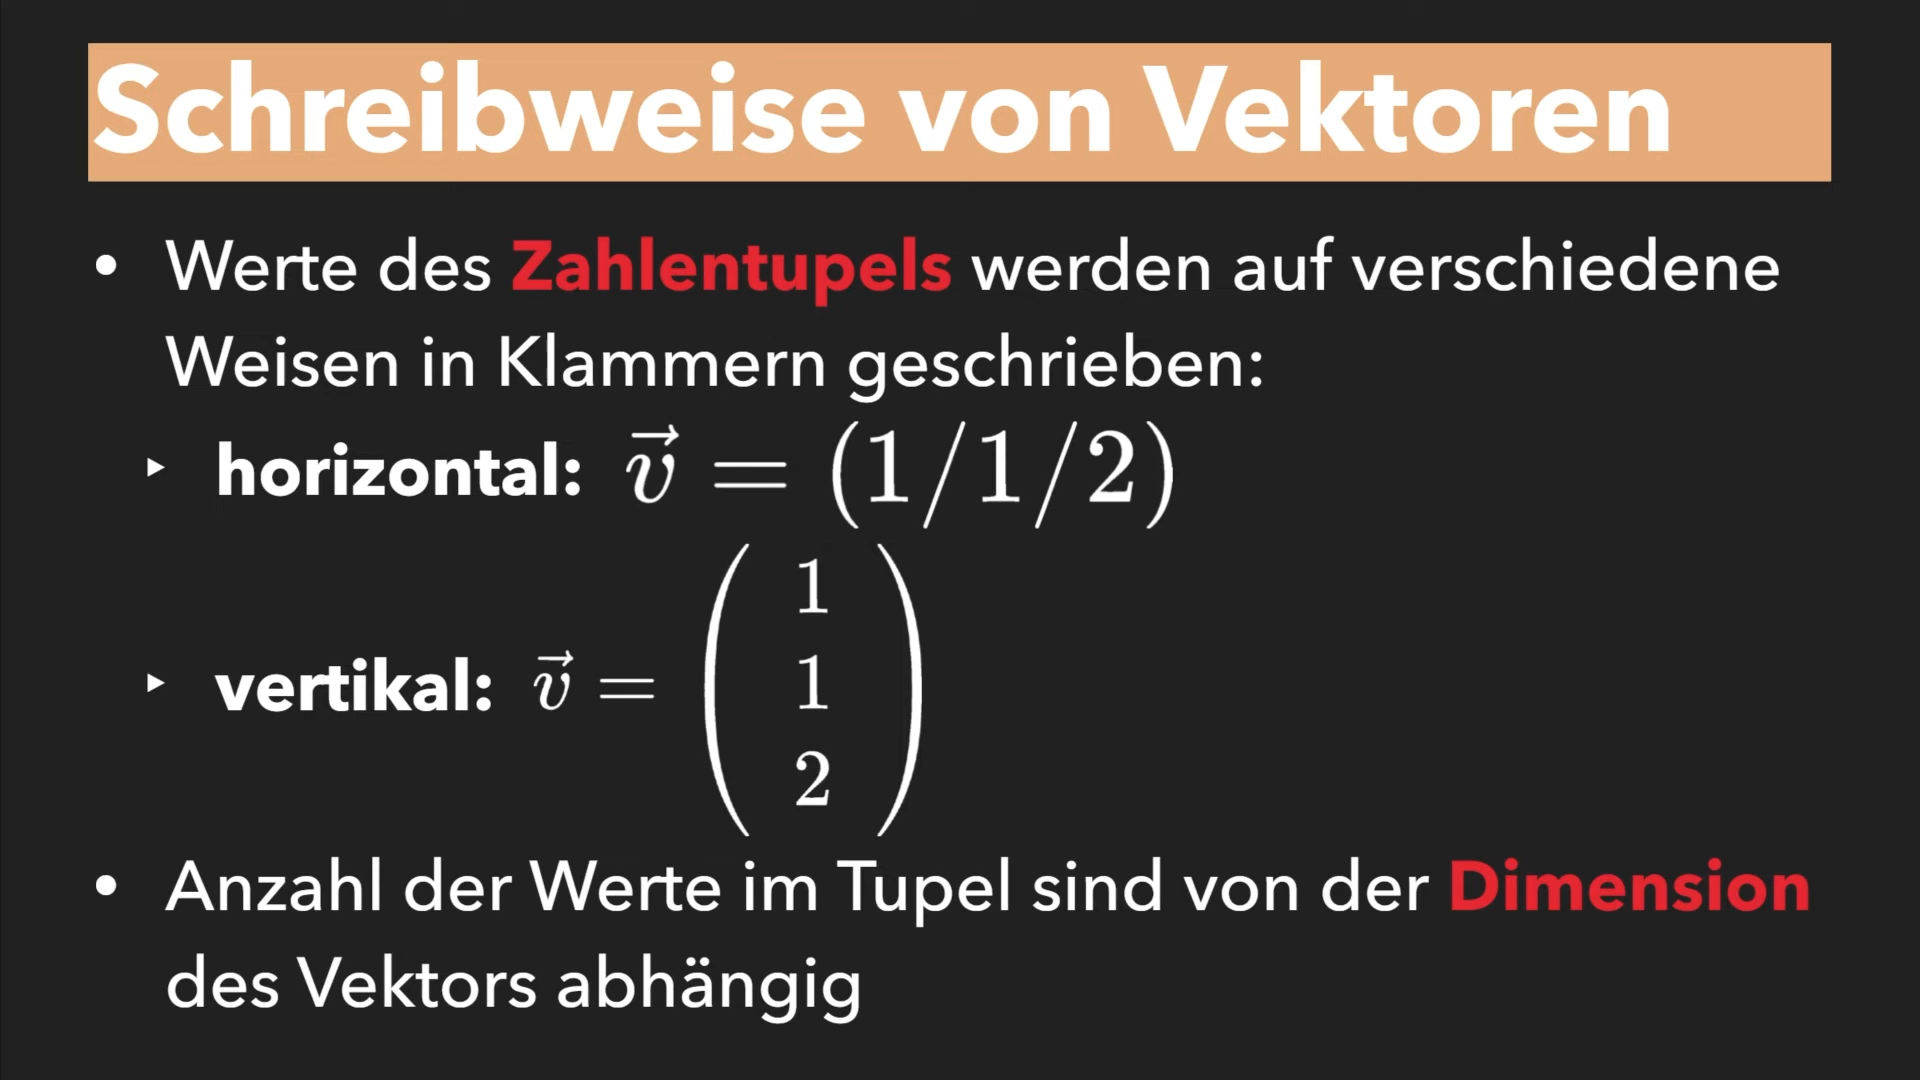 Schreibweise von Vektoren
• Werte des Zahlentupels werden auf verschiedene
Weisen in Klammern geschrieben:
‣ horizontal: v⃗ = (1/1/2)
‣ vertikal: v⃗ = ( 1
1
2 )
• Anzahl der Werte im Tupel sind von der Dimension
des Vektors abhängig